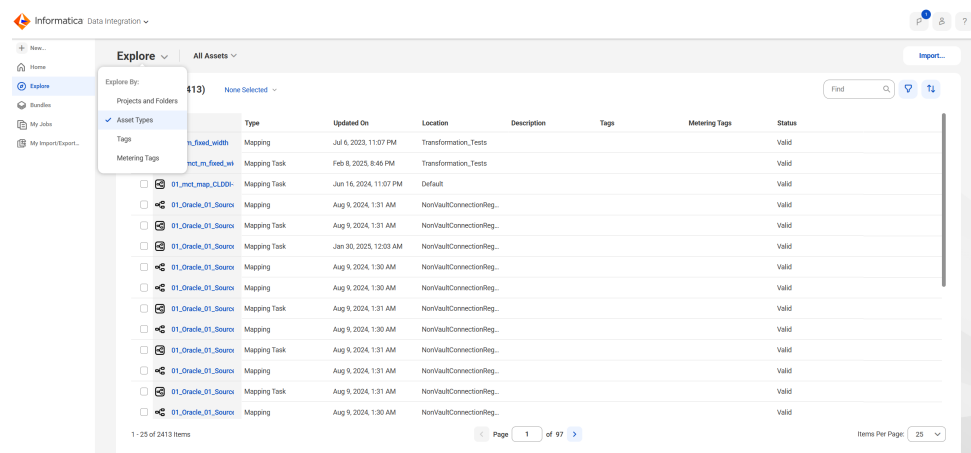 Informatica Data Integration
1
?
New...
Home
Explore
Bundles
My Jobs
My Import/Export...
Explore
All Assets
Import...
Explore By:
Projects and Folders
Asset Types
Tags
Metering Tags
413)
None Selected
Find
Type Updated On Location Description Tags Metering Tags Status
m_fixed_width Mapping Jul 6, 2023, 11:07 PM Transformation_Tests Valid
mct_m_fixed_wi Mapping Task Feb 8, 2025, 8:46 PM Transformation_Tests Valid
01_mct_map_CLDDI- Mapping Task Jun 16, 2024, 11:07 PM Default Valid
01_Oracle_01_Source Mapping Aug 9, 2024, 1:31 AM NonVaultConnectionReg... Valid
01_Oracle_01_Source Mapping Task Aug 9, 2024, 1:31 AM NonVaultConnectionReg... Valid
01_Oracle_01_Source Mapping Task Jan 30, 2025, 12:03 AM NonVaultConnectionReg... Valid
01_Oracle_01_Source Mapping Aug 9, 2024, 1:30 AM NonVaultConnectionReg... Valid
01_Oracle_01_Source Mapping Aug 9, 2024, 1:30 AM NonVaultConnectionReg... Valid
01_Oracle_01_Source Mapping Task Aug 9, 2024, 1:31 AM NonVaultConnectionReg... Valid
01_Oracle_01_Source Mapping Aug 9, 2024, 1:30 AM NonVaultConnectionReg... Valid
01_Oracle_01_Source Mapping Task Aug 9, 2024, 1:31 AM NonVaultConnectionReg... Valid
01_Oracle_01_Source Mapping Aug 9, 2024, 1:31 AM NonVaultConnectionReg... Valid
01_Oracle_01_Source Mapping Task Aug 9, 2024, 1:31 AM NonVaultConnectionReg... Valid
01_Oracle_01_Source Mapping Aug 9, 2024, 1:30 AM NonVaultConnectionReg... Valid
1 - 25 of 2413 Items
Page 1 of 97
Items Per Page: 25